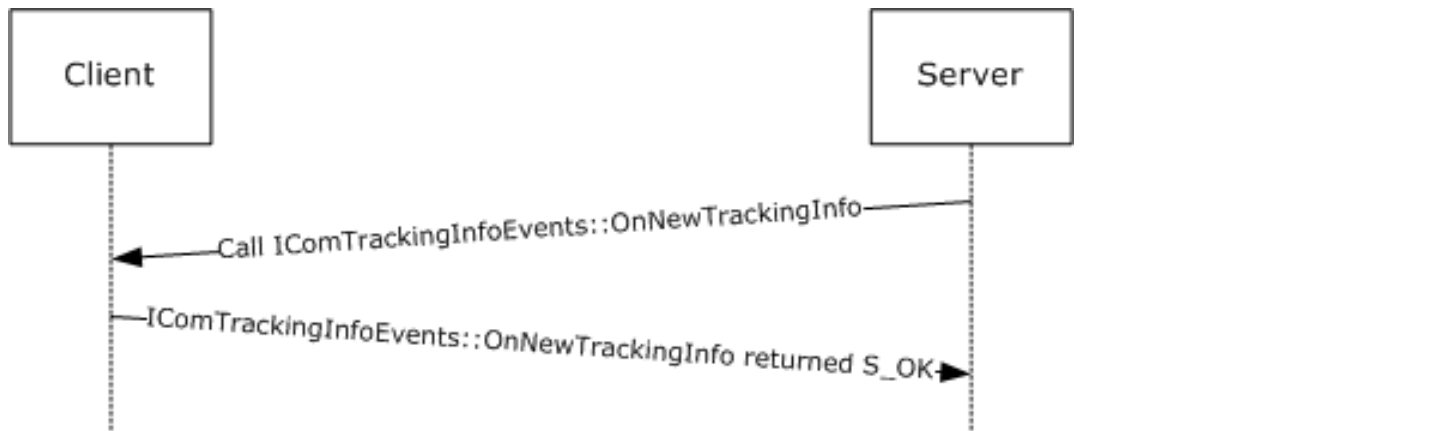 Client
Server
Call IComTrackingInfoEvents::OnNewTrackingInfo
IComTrackingInfoEvents::OnNewTrackingInfo returned S_OK